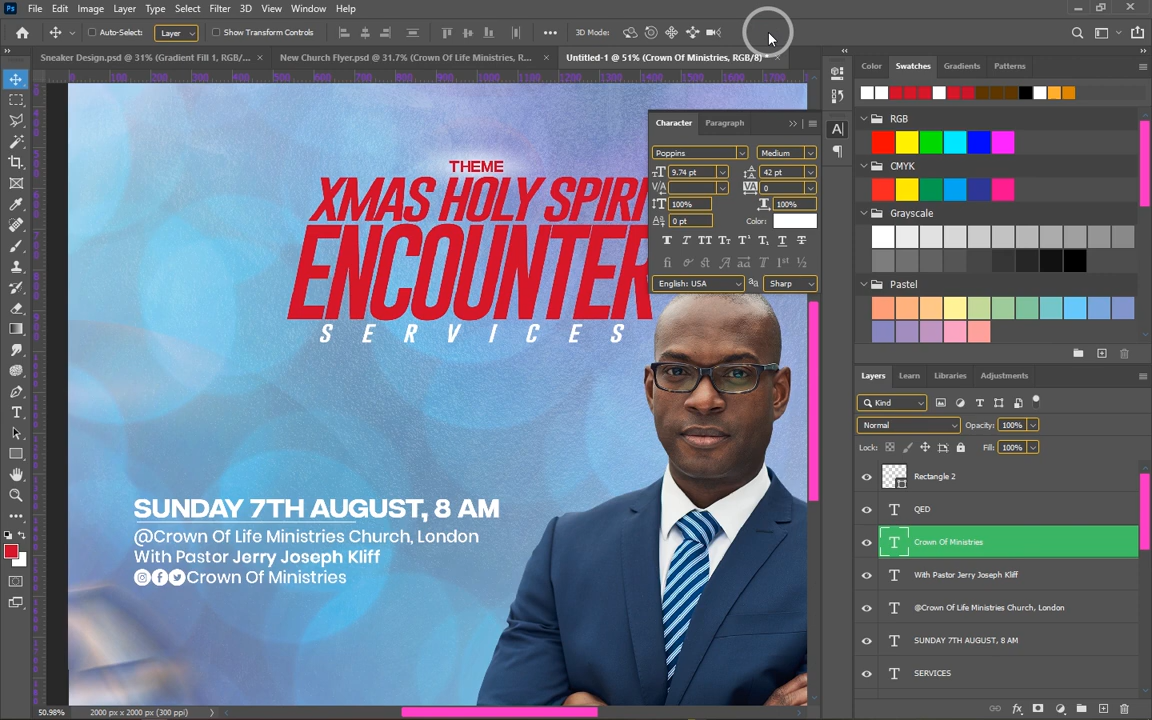 Ps File Edit Image Layer Type Select Filter 3D View Window Help
Auto-Select: Layer Show Transform Controls 3D Mode:
Sneaker Design.psd @ 31% (Gradient Fill 1, RGB/8) New Church Flyer.psd @ 31.7% (Crown Of Life Ministries, R... Untitled-1 @ 51% (Crown Of Ministries, RGB/8) *
Color Swatches Gradients Patterns
RGB
CMYK
Grayscale
Pastel
Character Paragraph
Poppins Medium
9.74 pt 42 pt
0
100% 100%
0 pt Color:
English: USA Sharp
THEME
XMAS HOLY SPIRI
ENCOUNTER
SERVICES
SUNDAY 7TH AUGUST, 8 AM
@Crown Of Life Ministries Church, London
With Pastor Jerry Joseph Kliff
Crown Of Ministries
Layers Learn Libraries Adjustments
Kind
Normal Opacity: 100%
Lock: Fill: 100%
Rectangle 2
QED
Crown Of Ministries
With Pastor Jerry Joseph Kliff
@Crown Of Life Ministries Church, London
SUNDAY 7TH AUGUST, 8 AM
SERVICES
50.98% 2000 px x 2000 px (300 ppi)